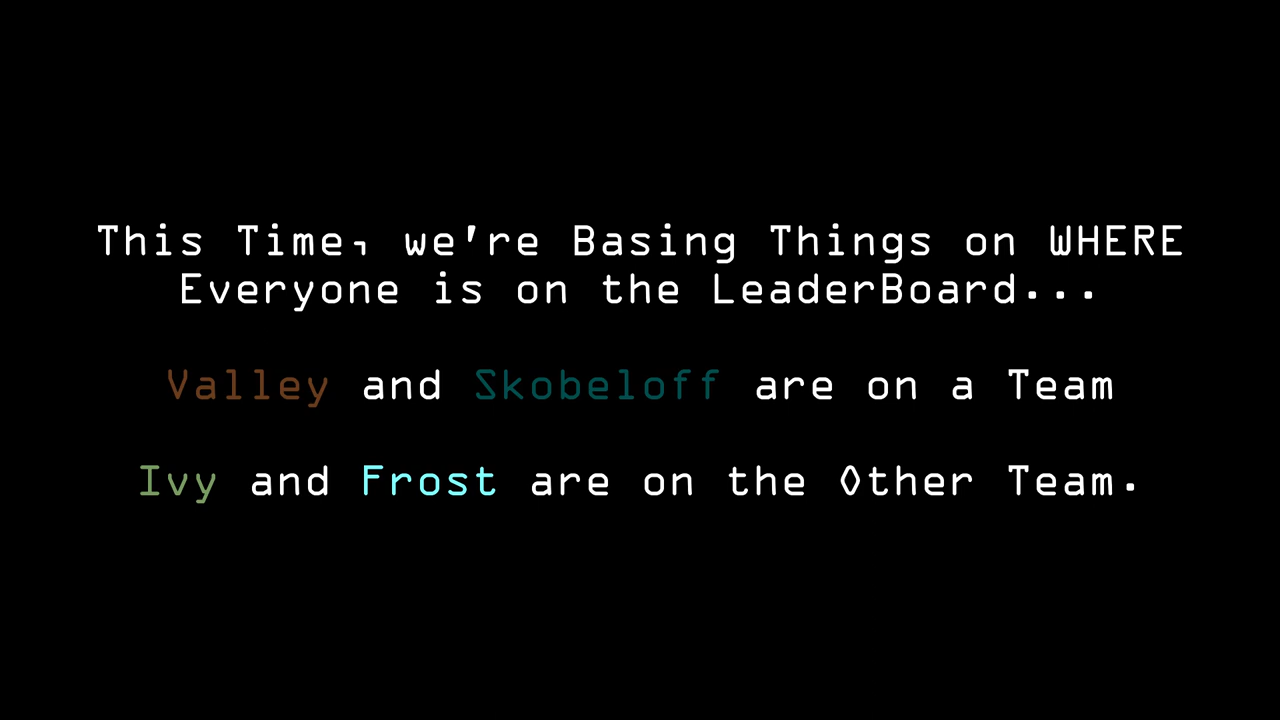 This Time, we're Basing Things on WHERE
Everyone is on the LeaderBoard...
Valley and Skobeloff are on a Team
Ivy and Frost are on the Other Team.